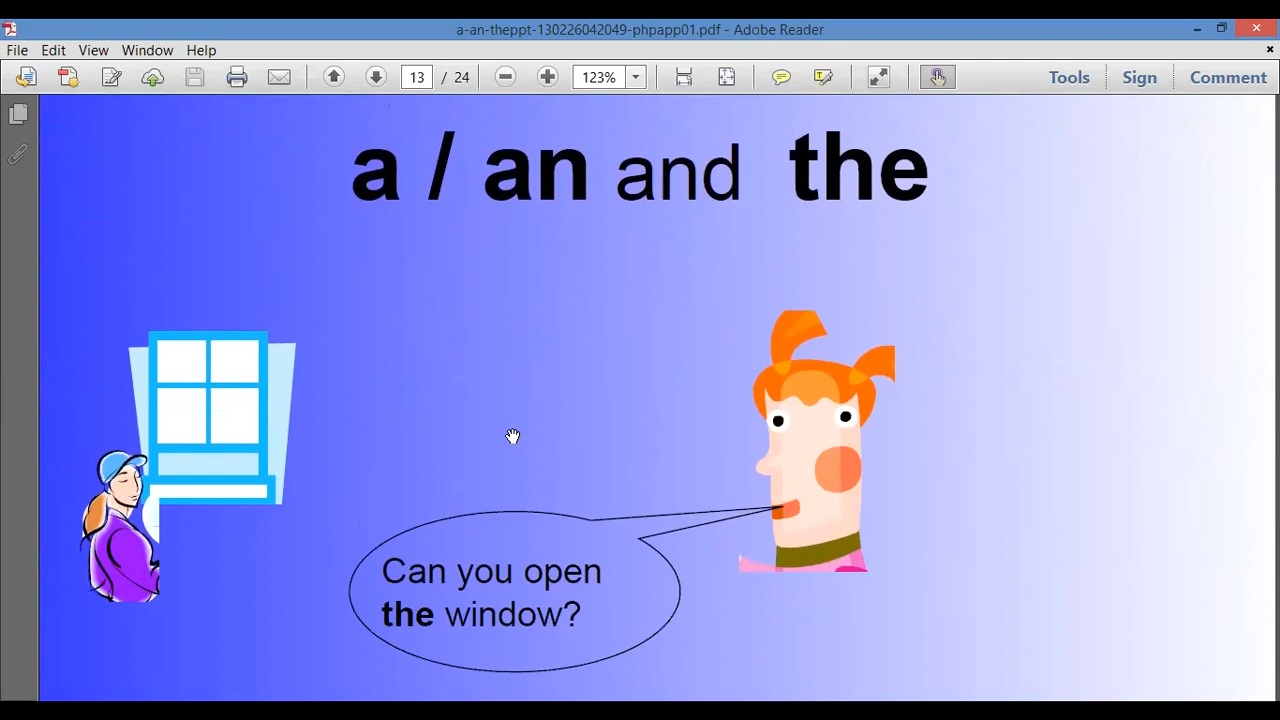 a-an-theppt-130226042049-phpapp01.pdf - Adobe Reader
File Edit View Window Help
13 / 24 123% Tools Sign Comment
a / an and the
Can you open
the window?